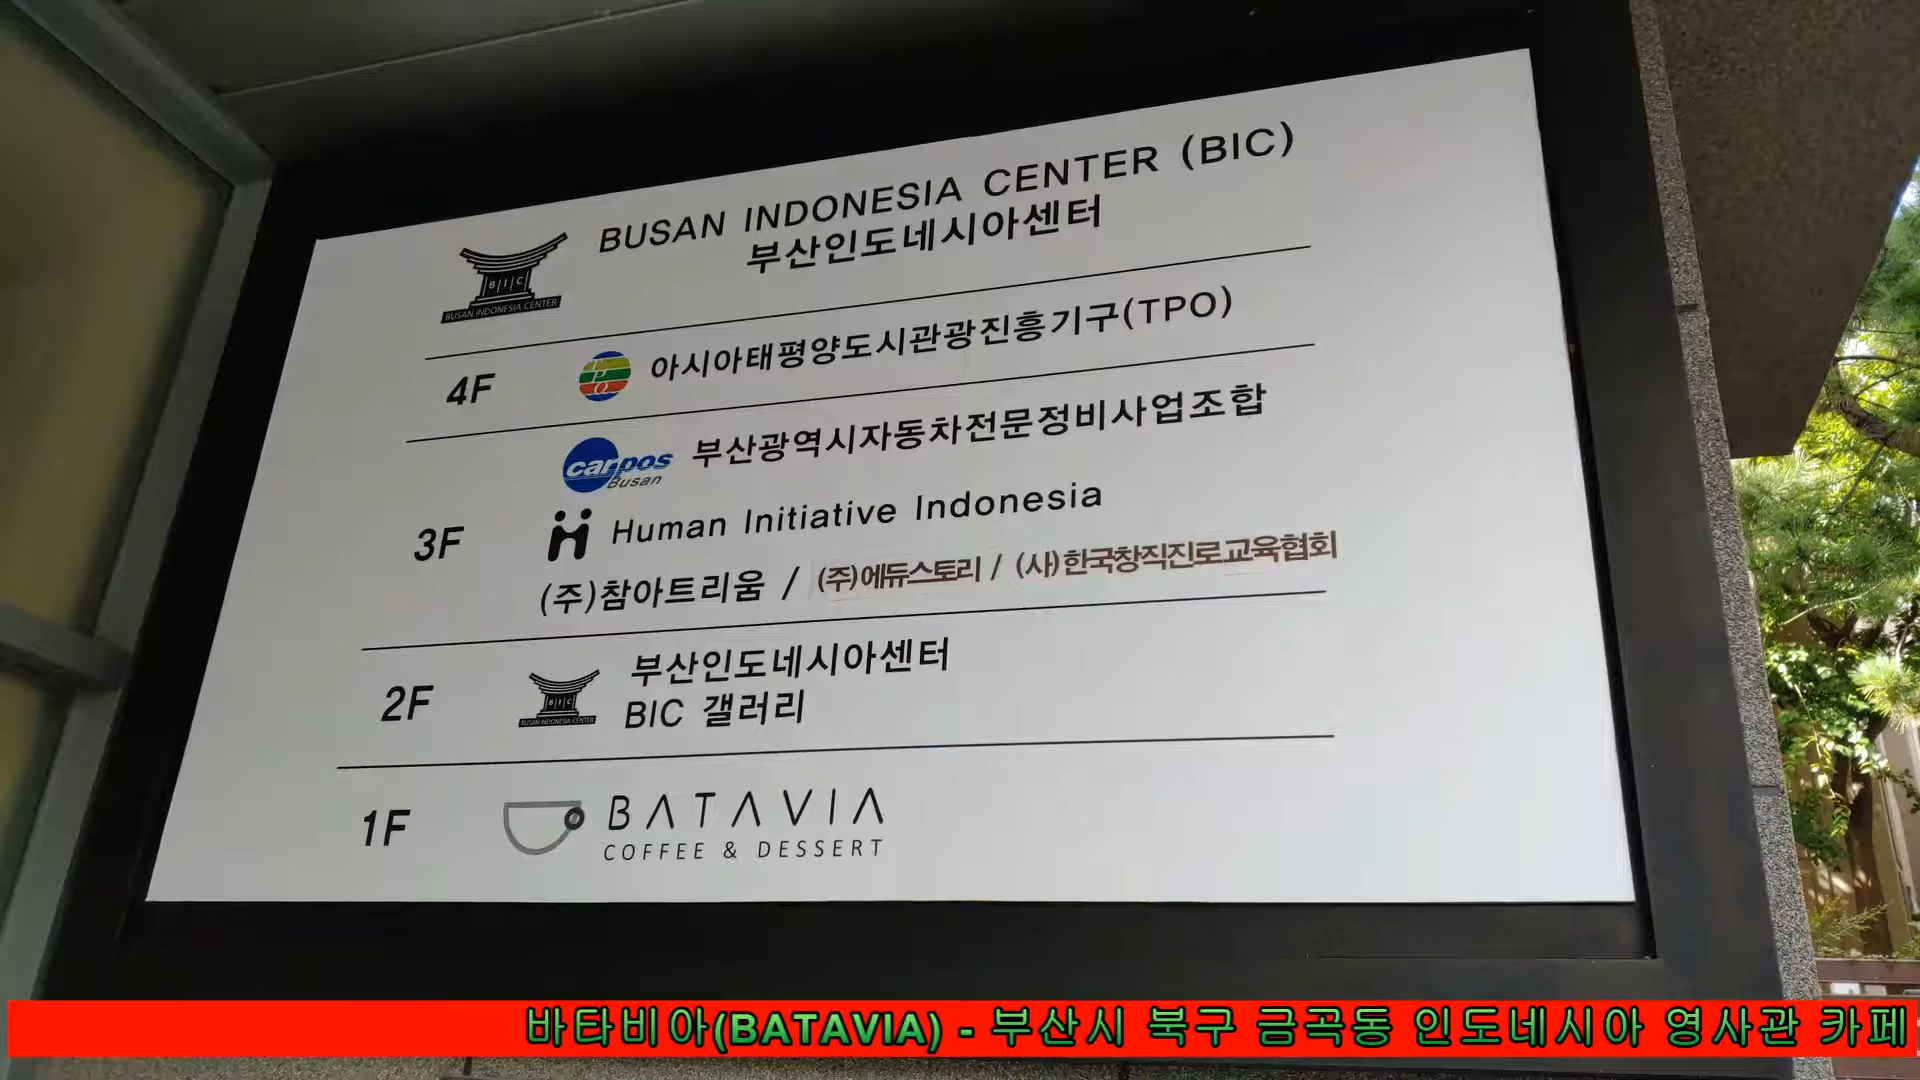 BUSAN INDONESIA CENTER (BIC)
부산인도네시아센터
B|I|C
BUSAN INDONESIA CENTER
4F
TPO
아시아태평양도시관광진흥기구(TPO)
3F
carpos
Busan
부산광역시자동차전문정비사업조합
Human Initiative Indonesia
(주)참아트리움 / (주)에듀스토리 / (사)한국창직진로교육협회
2F
B|I|C
BUSAN INDONESIA CENTER
부산인도네시아센터
BIC 갤러리
1F
BATAVIA
COFFEE & DESSERT
바타비아(BATAVIA) - 부산시 북구 금곡동 인도네시아 영사관 카페